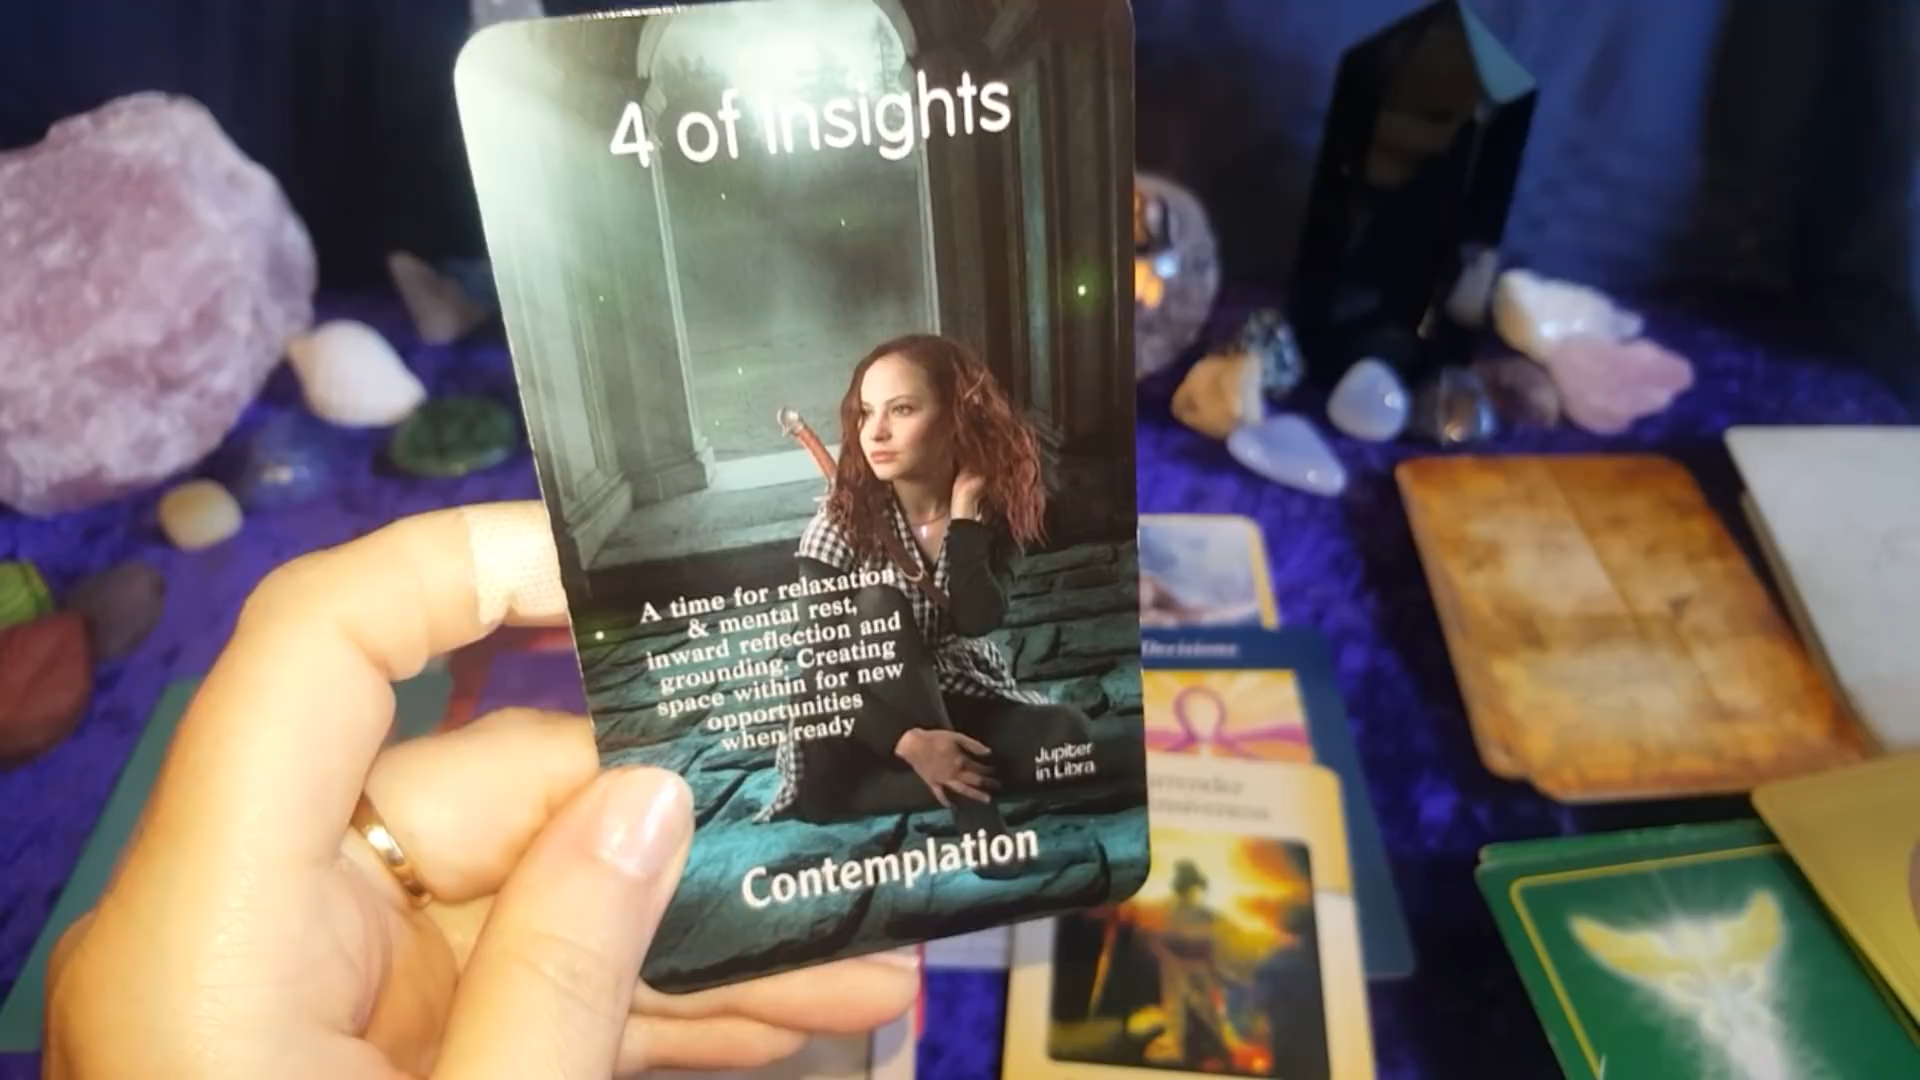 4 of Insights
A time for relaxation
& mental rest,
inward reflection and
grounding. Creating
space within for new
opportunities
when ready
Jupiter
in Libra
Contemplation
Decisions